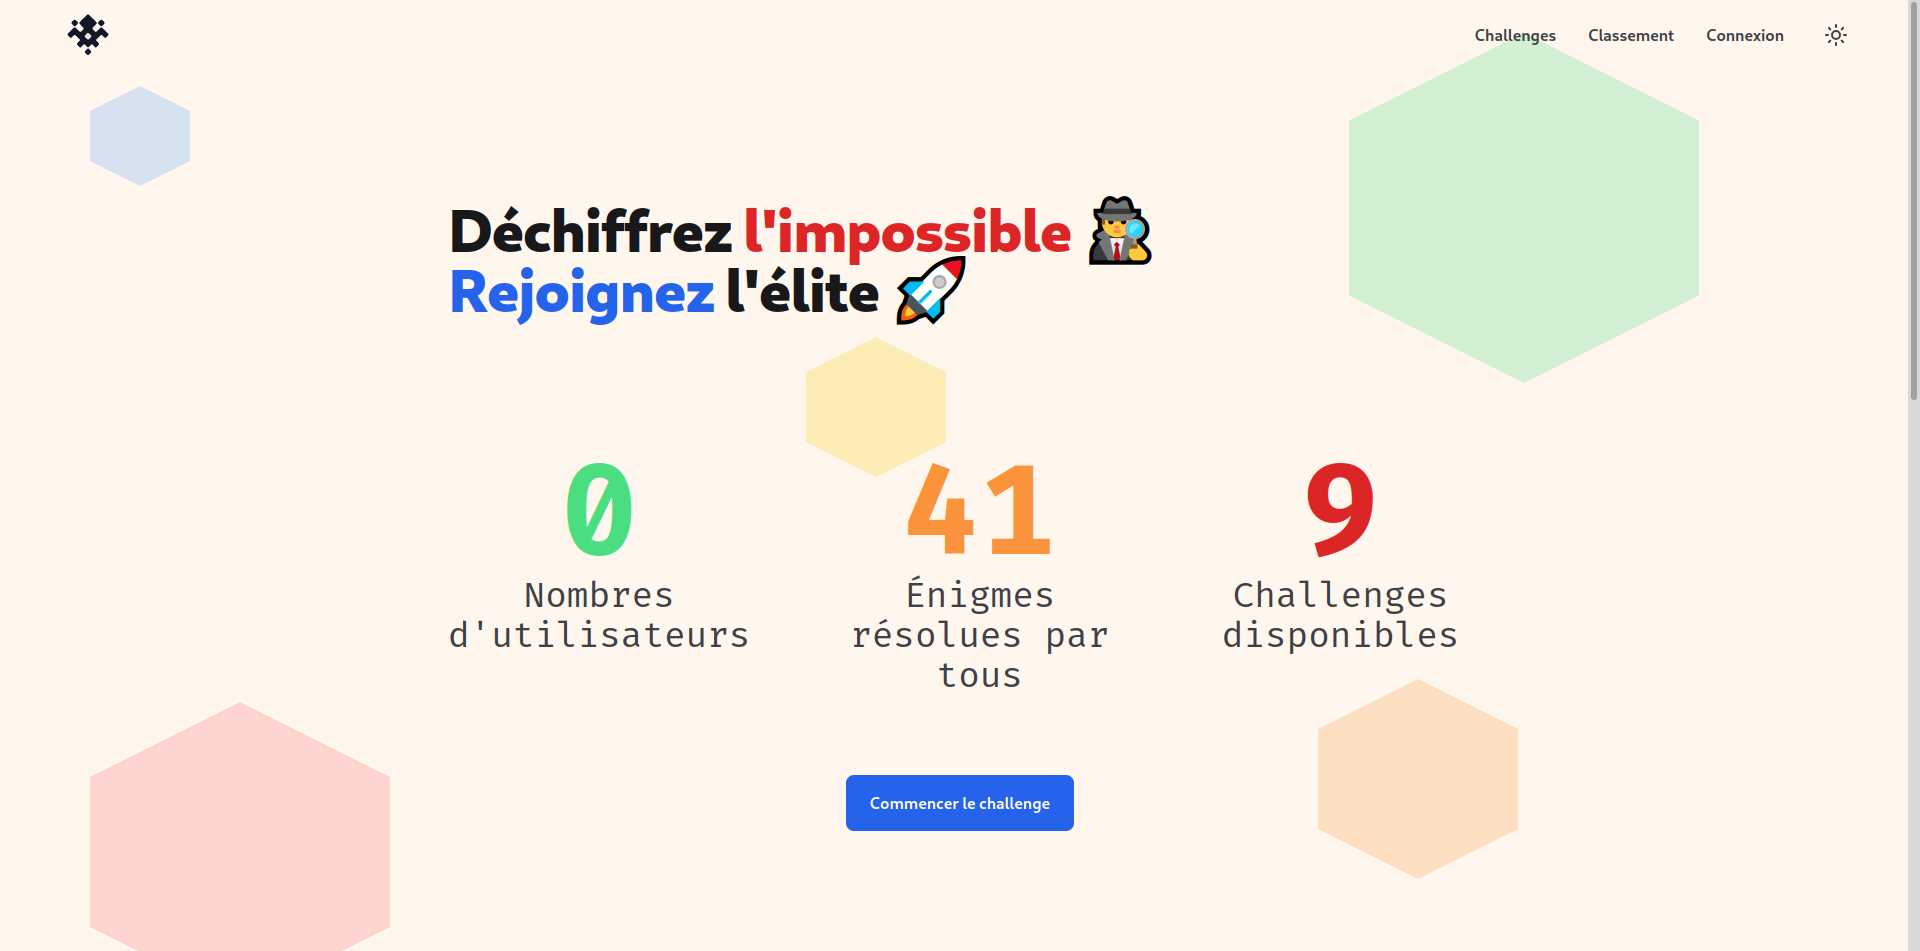 Challenges Classement Connexion
Déchiffrez l'impossible
Rejoignez l'élite
0
Nombres
d'utilisateurs
41
Énigmes
résolues par
tous
9
Challenges
disponibles
Commencer le challenge